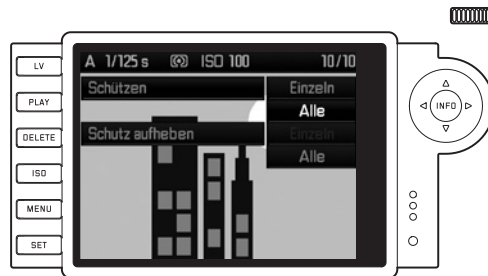 LV
PLAY
DELETE
ISO
MENU
SET
A 1/125 s ISO 100 10/10
Schützen Einzeln
Alle
Schutz aufheben Einzeln
Alle
INFO